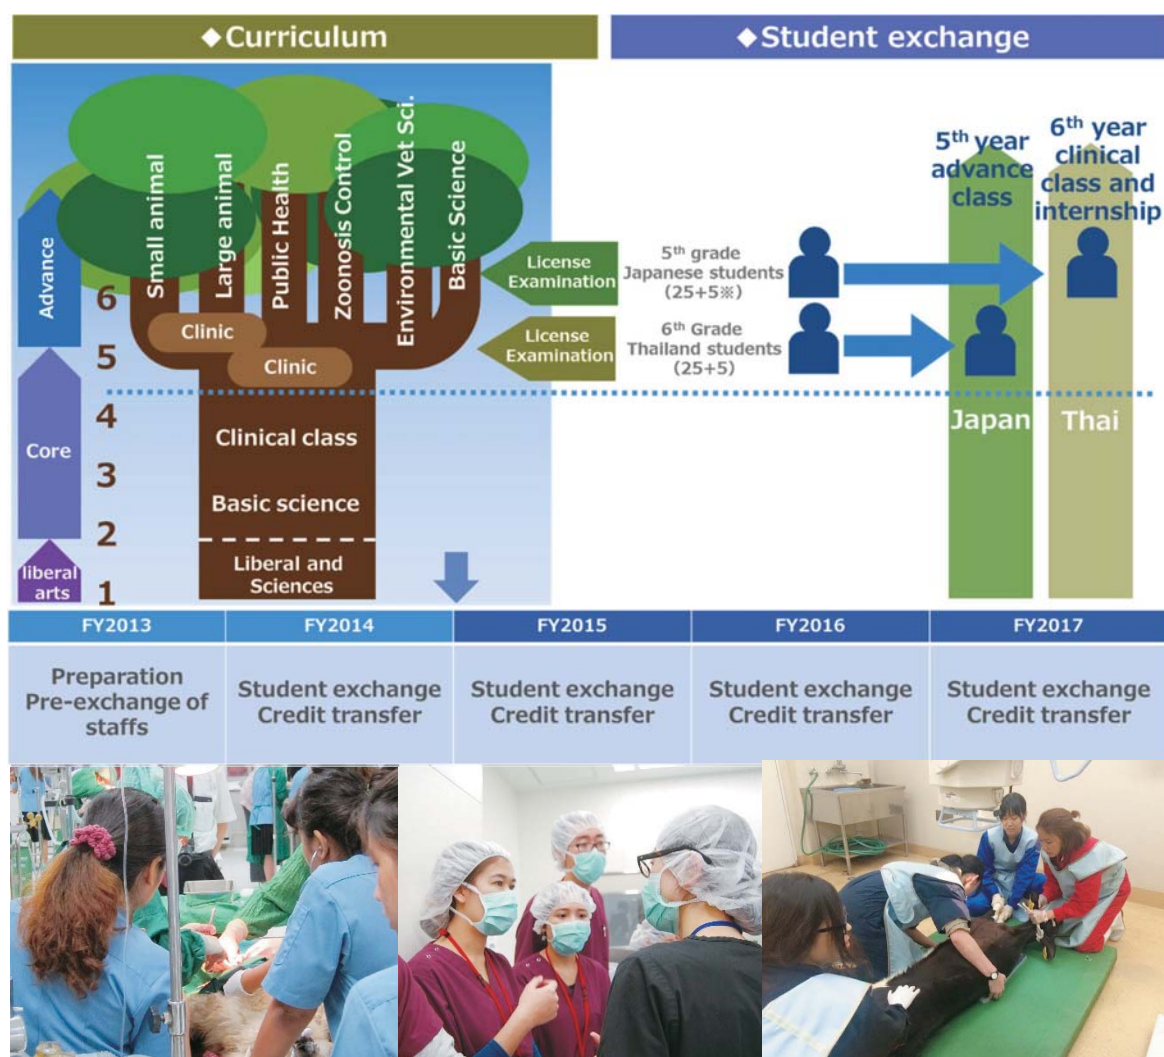 ◆Curriculum
◆Student exchange
Small animal
Large animal
Public Health
Zoonosis Control
Environmental Vet Sci.
Basic Science
Clinic
Clinic
Clinical class
Basic science
Liberal and
Sciences
Advance
Core
liberal
arts
6
5
4
3
2
1
License
Examination
License
Examination
5th grade
Japanese students
(25+5※)
6th Grade
Thailand students
(25+5)
5th year
advance
class
6th year
clinical
class and
internship
Japan
Thai
FY2013
FY2014
FY2015
FY2016
FY2017
Preparation
Pre-exchange of
staffs
Student exchange
Credit transfer
Student exchange
Credit transfer
Student exchange
Credit transfer
Student exchange
Credit transfer